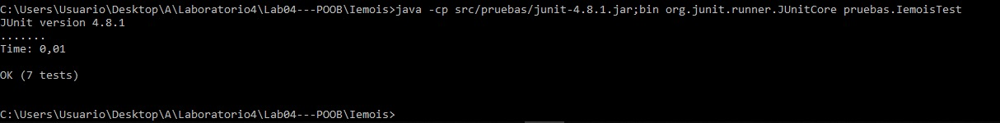 C:\Users\Usuario\Desktop\A\Laboratorio4\Lab04---POOB\Iemois>java -cp src/pruebas/junit-4.8.1.jar;bin org.junit.runner.JUnitCore pruebas.IemoisTest
JUnit version 4.8.1
.......
Time: 0,01
OK (7 tests)
C:\Users\Usuario\Desktop\A\Laboratorio4\Lab04---POOB\Iemois>